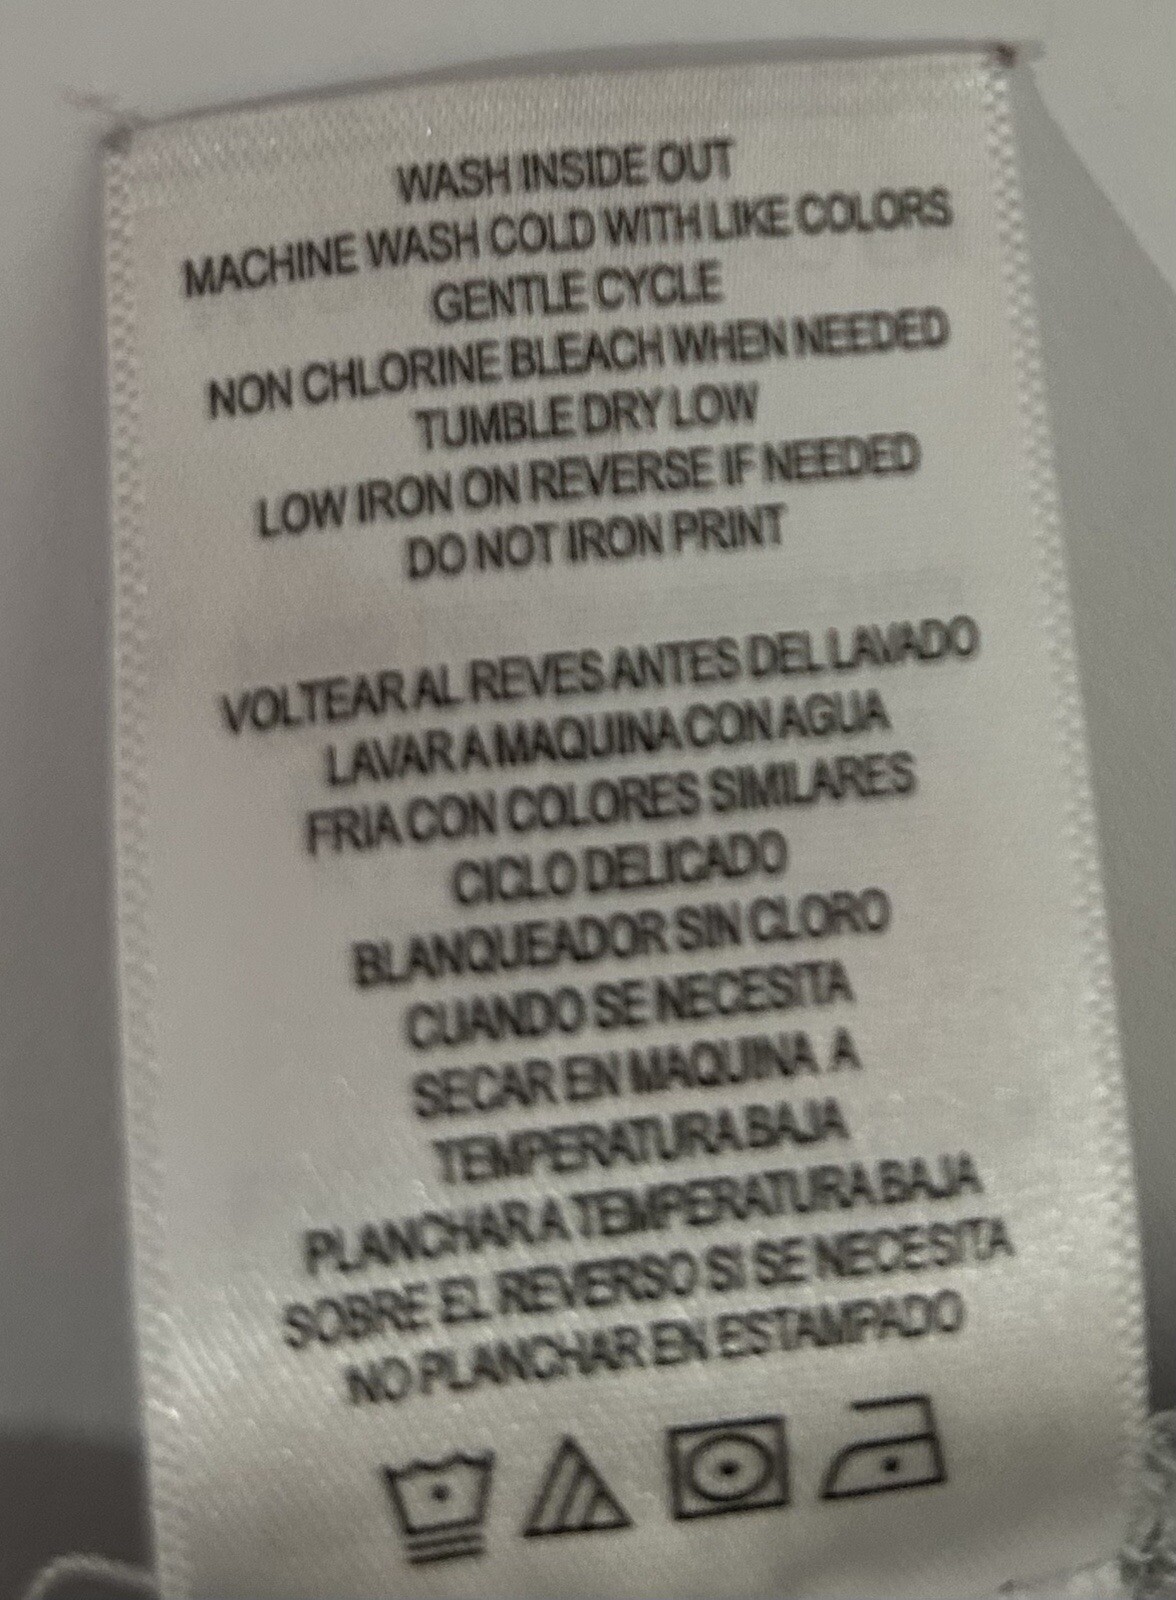 WASH INSIDE OUT
MACHINE WASH COLD WITH LIKE COLORS
GENTLE CYCLE
NON CHLORINE BLEACH WHEN NEEDED
TUMBLE DRY LOW
LOW IRON ON REVERSE IF NEEDED
DO NOT IRON PRINT
VOLTEAR AL REVES ANTES DEL LAVADO
LAVAR A MAQUINA CON AGUA
FRIA CON COLORES SIMILARES
CICLO DELICADO
BLANQUEADOR SIN CLORO
CUANDO SE NECESITA
SECAR EN MAQUINA A
TEMPERATURA BAJA
PLANCHAR A TEMPERATURA BAJA
SOBRE EL REVERSO SI SE NECESITA
NO PLANCHAR EN ESTAMPADO